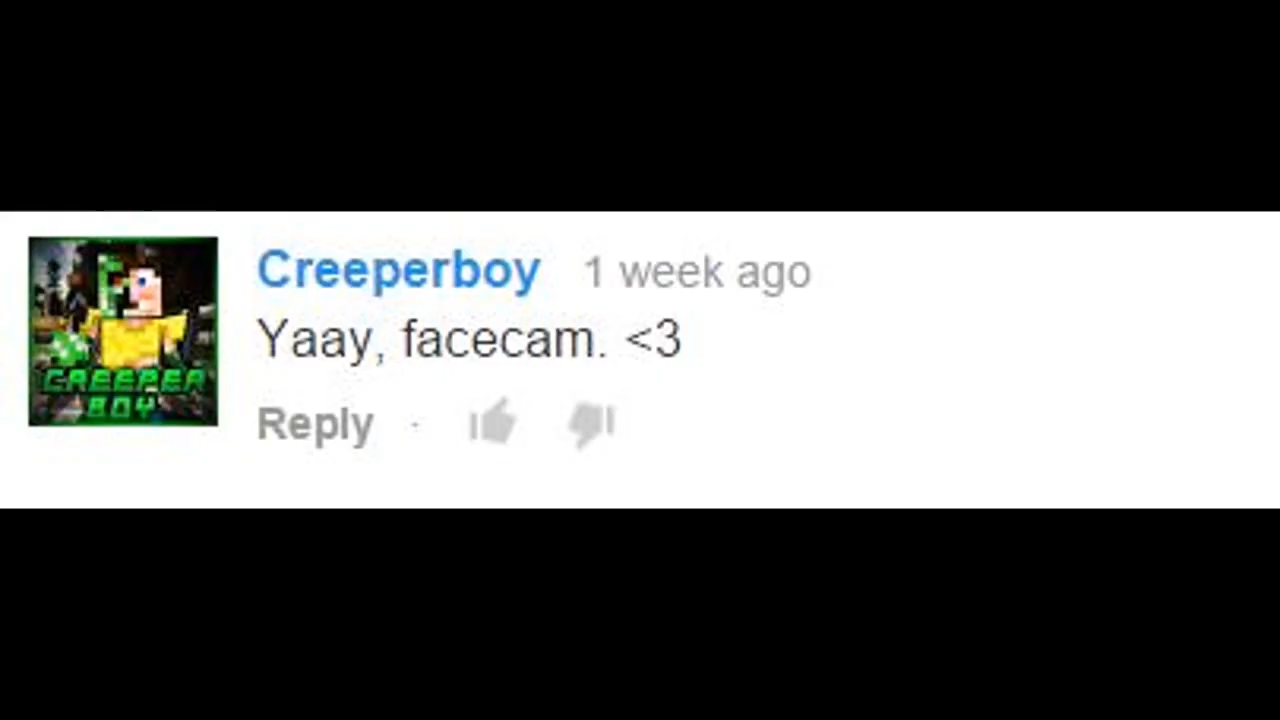 CREEPER
BOY
Creeperboy 1 week ago
Yaay, facecam. <3
Reply ·